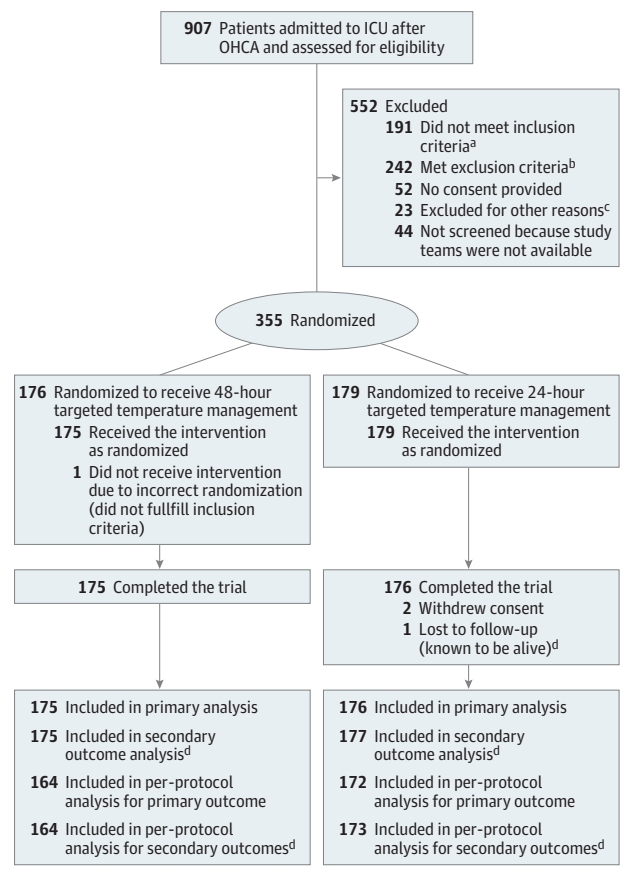 907 Patients admitted to ICU after
OHCA and assessed for eligibility
552 Excluded
191 Did not meet inclusion
criteriaa
242 Met exclusion criteriab
52 No consent provided
23 Excluded for other reasonsc
44 Not screened because study
teams were not available
355 Randomized
176 Randomized to receive 48-hour
targeted temperature management
175 Received the intervention
as randomized
1 Did not receive intervention
due to incorrect randomization
(did not fullfill inclusion
criteria)
179 Randomized to receive 24-hour
targeted temperature management
179 Received the intervention
as randomized
175 Completed the trial
176 Completed the trial
2 Withdrew consent
1 Lost to follow-up
(known to be alive)d
175 Included in primary analysis
175 Included in secondary
outcome analysisd
164 Included in per-protocol
analysis for primary outcome
164 Included in per-protocol
analysis for secondary outcomesd
176 Included in primary analysis
177 Included in secondary
outcome analysisd
172 Included in per-protocol
analysis for primary outcome
173 Included in per-protocol
analysis for secondary outcomesd